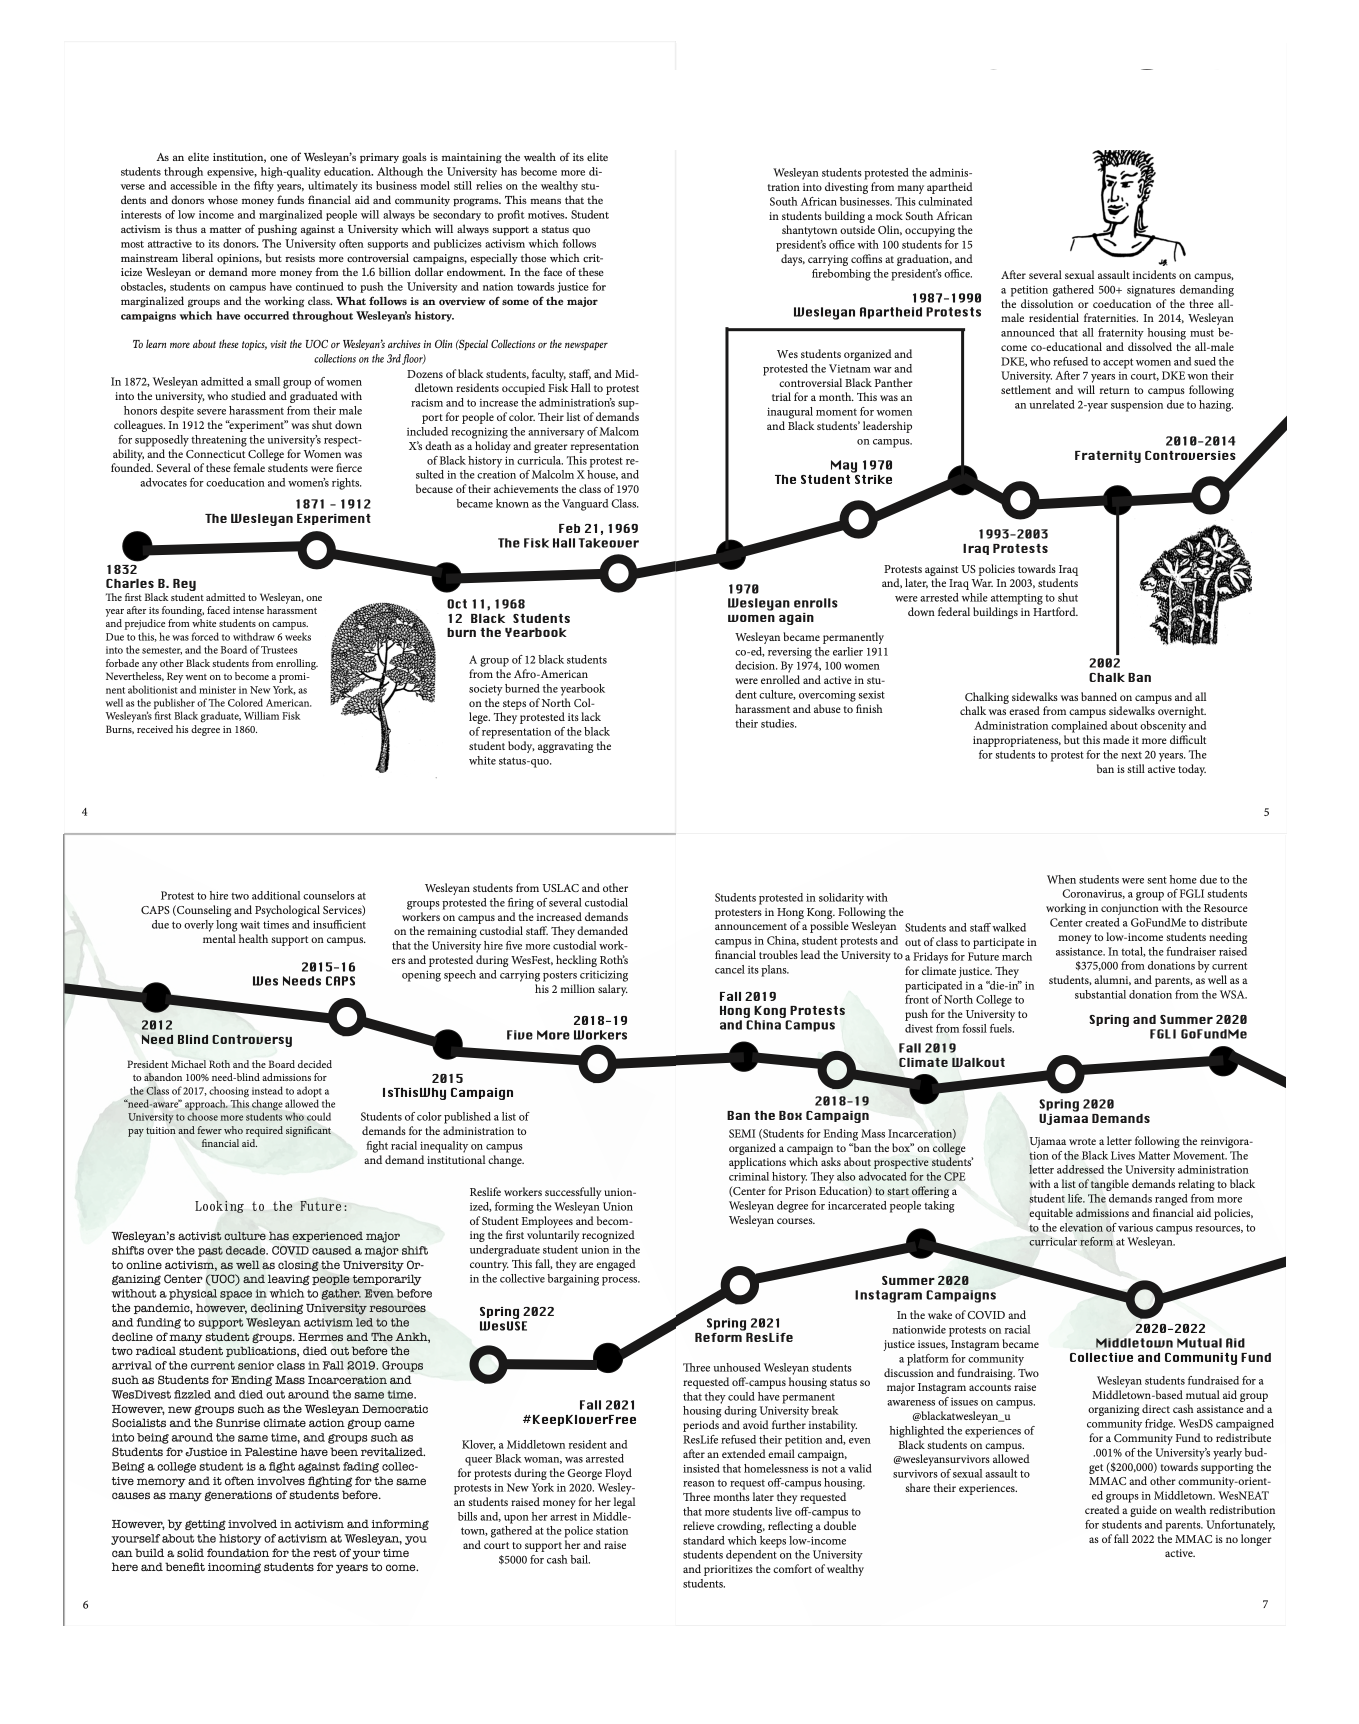 As an elite institution, one of Wesleyan's primary goals is maintaining the wealth of its elite
students through expensive, high-quality education. Although the University has become more di-
verse and accessible in the fifty years, ultimately its business model still relies on the wealthy stu-
dents and donors whose money funds financial aid and community programs. This means that the
interests of low income and marginalized people will always be secondary to profit motives. Student
activism is thus a matter of pushing against a University which will always support a status quo
most attractive to its donors. The University often supports and publicizes activism which follows
mainstream liberal opinions, but resists more controversial campaigns, especially those which crit-
icize Wesleyan or demand more money from the 1.6 billion dollar endowment. In the face of these
obstacles, students on campus have continued to push the University and nation towards justice for
marginalized groups and the working class. What follows is an overview of some of the major
campaigns which have occurred throughout Wesleyan's history.
To learn more about these topics, visit the UOC or Wesleyan's archives in Olin (Special Collections or the newspaper
collections on the 3rd floor)
In 1872, Wesleyan admitted a small group of women
into the university, who studied and graduated with
honors despite severe harassment from their male
colleagues. In 1912 the "experiment" was shut down
for supposedly threatening the university's respect-
ability, and the Connecticut College for Women was
founded. Several of these female students were fierce
advocates for coeducation and women's rights.
1871 - 1912
The Wesleyan Experiment
Dozens of black students, faculty, staff, and Mid-
dletown residents occupied Fisk Hall to protest
racism and to increase the administration's sup-
port for people of color. Their list of demands
included recognizing the anniversary of Malcom
X's death as a holiday and greater representation
of Black history in curricula. This protest re-
sulted in the creation of Malcolm X house, and
because of their achievements the class of 1970
became known as the Vanguard Class.
Feb 21, 1969
The Fisk Hall Takeover
1832
Charles B. Rey
The first Black student admitted to Wesleyan, one
year after its founding, faced intense harassment
and prejudice from white students on campus.
Due to this, he was forced to withdraw 6 weeks
into the semester, and the Board of Trustees
forbade any other Black students from enrolling.
Nevertheless, Rey went on to become a promi-
nent abolitionist and minister in New York, as
well as the publisher of The Colored American.
Wesleyan's first Black graduate, William Fisk
Burns, received his degree in 1860.
Oct 11, 1968
12 Black Students
burn the Yearbook
A group of 12 black students
from the Afro-American
society burned the yearbook
on the steps of North Col-
lege. They protested its lack
of representation of the black
student body, aggravating the
white status-quo.
4
Wesleyan students protested the adminis-
tration into divesting from many apartheid
South African businesses. This culminated
in students building a mock South African
shantytown outside Olin, occupying the
president's office with 100 students for 15
days, carrying coffins at graduation, and
firebombing the president's office.
1987-1990
Wesleyan Apartheid Protests
Wes students organized and
protested the Vietnam war and
controversial Black Panther
trial for a month. This was an
inaugural moment for women
and Black students' leadership
on campus.
May 1970
The Student Strike
After several sexual assault incidents on campus,
a petition gathered 500+ signatures demanding
the dissolution or coeducation of the three all-
male residential fraternities. In 2014, Wesleyan
announced that all fraternity housing must be-
come co-educational and dissolved the all-male
DKE, who refused to accept women and sued the
University. After 7 years in court, DKE won their
settlement and will return to campus following
an unrelated 2-year suspension due to hazing.
2010-2014
Fraternity Controversies
1970
Wesleyan enrolls
women again
Wesleyan became permanently
co-ed, reversing the earlier 1911
decision. By 1974, 100 women
were enrolled and active in stu-
dent culture, overcoming sexist
harassment and abuse to finish
their studies.
1993-2003
Iraq Protests
Protests against US policies towards Iraq
and, later, the Iraq War. In 2003, students
were arrested while attempting to shut
down federal buildings in Hartford.
2002
Chalk Ban
Chalking sidewalks was banned on campus and all
chalk was erased from campus sidewalks overnight.
Administration complained about obscenity and
inappropriateness, but this made it more difficult
for students to protest for the next 20 years. The
ban is still active today.
5
Protest to hire two additional counselors at
CAPS (Counseling and Psychological Services)
due to overly long wait times and insufficient
mental health support on campus.
2015-16
Wes Needs CAPS
Wesleyan students from USLAC and other
groups protested the firing of several custodial
workers on campus and the increased demands
on the remaining custodial staff. They demanded
that the University hire five more custodial work-
ers and protested during WesFest, heckling Roth's
opening speech and carrying posters criticizing
his 2 million salary.
2018-19
Five More Workers
2012
Need Blind Controversy
President Michael Roth and the Board decided
to abandon 100% need-blind admissions for
the Class of 2017, choosing instead to adopt a
"need-aware" approach. This change allowed the
University to choose more students who could
pay tuition and fewer who required significant
financial aid.
2015
IsThisWhy Campaign
Students of color published a list of
demands for the administration to
fight racial inequality on campus
and demand institutional change.
Looking to the Future:
Wesleyan's activist culture has experienced major
shifts over the past decade. COVID caused a major shift
to online activism, as well as closing the University Or-
ganizing Center (UOC) and leaving people temporarily
without a physical space in which to gather. Even before
the pandemic, however, declining University resources
and funding to support Wesleyan activism led to the
decline of many student groups. Hermes and The Ankh,
two radical student publications, died out before the
arrival of the current senior class in Fall 2019. Groups
such as Students for Ending Mass Incarceration and
WesDivest fizzled and died out around the same time.
However, new groups such as the Wesleyan Democratic
Socialists and the Sunrise climate action group came
into being around the same time, and groups such as
Students for Justice in Palestine have been revitalized.
Being a college student is a fight against fading collec-
tive memory and it often involves fighting for the same
causes as many generations of students before.
However, by getting involved in activism and informing
yourself about the history of activism at Wesleyan, you
can build a solid foundation for the rest of your time
here and benefit incoming students for years to come.
Reslife workers successfully union-
ized, forming the Wesleyan Union
of Student Employees and becom-
ing the first voluntarily recognized
undergraduate student union in the
country. This fall, they are engaged
in the collective bargaining process.
Spring 2022
WesUSE
Fall 2021
#KeepKloverFree
Klover, a Middletown resident and
queer Black woman, was arrested
for protests during the George Floyd
protests in New York in 2020. Wesley-
an students raised money for her legal
bills and, upon her arrest in Middle-
town, gathered at the police station
and court to support her and raise
$5000 for cash bail.
6
Students protested in solidarity with
protesters in Hong Kong. Following the
announcement of a possible Wesleyan
campus in China, student protests and
financial troubles lead the University to
cancel its plans.
Fall 2019
Hong Kong Protests
and China Campus
Students and staff walked
out of class to participate in
a Fridays for Future march
for climate justice. They
participated in a "die-in" in
front of North College to
push for the University to
divest from fossil fuels.
Fall 2019
Climate Walkout
When students were sent home due to the
Coronavirus, a group of FGLI students
working in conjunction with the Resource
Center created a GoFundMe to distribute
money to low-income students needing
assistance. In total, the fundraiser raised
$375,000 from donations by current
students, alumni, and parents, as well as a
substantial donation from the WSA.
Spring and Summer 2020
FGLI GoFundMe
2018-19
Ban the Box Campaign
SEMI (Students for Ending Mass Incarceration)
organized a campaign to "ban the box" on college
applications which asks about prospective students'
criminal history. They also advocated for the CPE
(Center for Prison Education) to start offering a
Wesleyan degree for incarcerated people taking
Wesleyan courses.
Spring 2020
Ujamaa Demands
Ujamaa wrote a letter following the reinvigora-
tion of the Black Lives Matter Movement. The
letter addressed the University administration
with a list of tangible demands relating to black
student life. The demands ranged from more
equitable admissions and financial aid policies,
to the elevation of various campus resources, to
curricular reform at Wesleyan.
Spring 2021
Reform ResLife
Three unhoused Wesleyan students
requested off-campus housing status so
that they could have permanent
housing during University break
periods and avoid further instability.
ResLife refused their petition and, even
after an extended email campaign,
insisted that homelessness is not a valid
reason to request off-campus housing.
Three months later they requested
that more students live off-campus to
relieve crowding, reflecting a double
standard which keeps low-income
students dependent on the University
and prioritizes the comfort of wealthy
students.
Summer 2020
Instagram Campaigns
In the wake of COVID and
nationwide protests on racial
justice issues, Instagram became
a platform for community
discussion and fundraising. Two
major Instagram accounts raise
awareness of issues on campus.
@blackatwesleyan_u
highlighted the experiences of
Black students on campus.
@wesleyansurvivors allowed
survivors of sexual assault to
share their experiences.
2020-2022
Middletown Mutual Aid
Collective and Community Fund
Wesleyan students fundraised for a
Middletown-based mutual aid group
organizing direct cash assistance and a
community fridge. WesDS campaigned
for a Community Fund to redistribute
.001% of the University's yearly bud-
get ($200,000) towards supporting the
MMAC and other community-orient-
ed groups in Middletown. WesNEAT
created a guide on wealth redistribution
for students and parents. Unfortunately,
as of fall 2022 the MMAC is no longer
active.
7